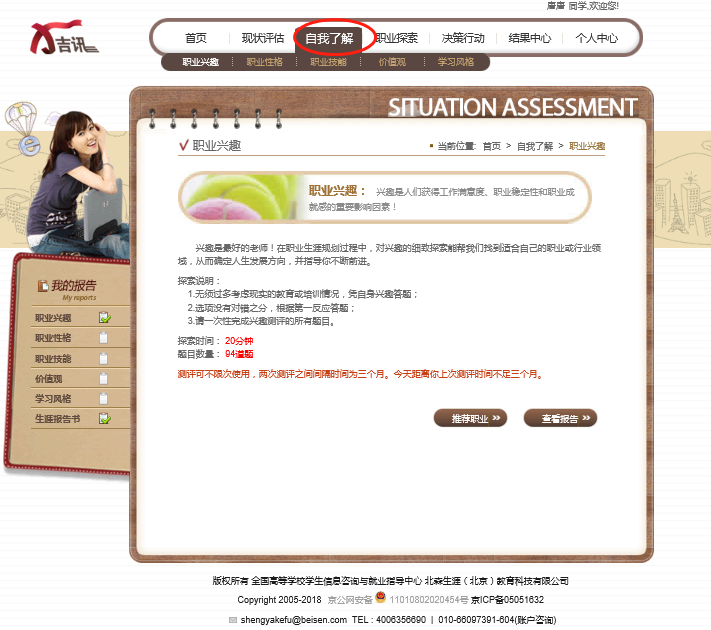 唐唐 同学,欢迎您!
吉讯
首页 现状评估 自我了解 职业探索 决策行动 结果中心 个人中心
职业兴趣 职业性格 职业技能 价值观 学习风格
SITUATION ASSESSMENT
职业兴趣
当前位置: 首页 > 自我了解 > 职业兴趣
职业兴趣： 兴趣是人们获得工作满意度、职业稳定性和职业成
就感的重要影响因素！
兴趣是最好的老师！在职业生涯规划过程中，对兴趣的细致探索能帮我们找到适合自己的职业或行业领
域，从而确定人生发展方向，并指导你不断前进。
探索说明：
1.无须过多考虑现实的教育或培训情况，凭自身兴趣答题；
2.选项没有对错之分，根据第一反应答题；
3.请一次性完成兴趣测评的所有题目。
探索时间： 20分钟
题目数量： 94道题
测评可不限次使用，两次测评之间间隔时间为三个月。今天距离你上次测评时间不足三个月。
推荐职业 查看报告
我的报告
My reports
职业兴趣
职业性格
职业技能
价值观
学习风格
生涯报告书
版权所有 全国高等学校学生信息咨询与就业指导中心 北森生涯（北京）教育科技有限公司
Copyright 2005-2018 京公网安备 11010802020454号 京ICP备05051632
shengyakefu@beisen.com TEL : 4006356690 | 010-66097391-604(账户咨询)